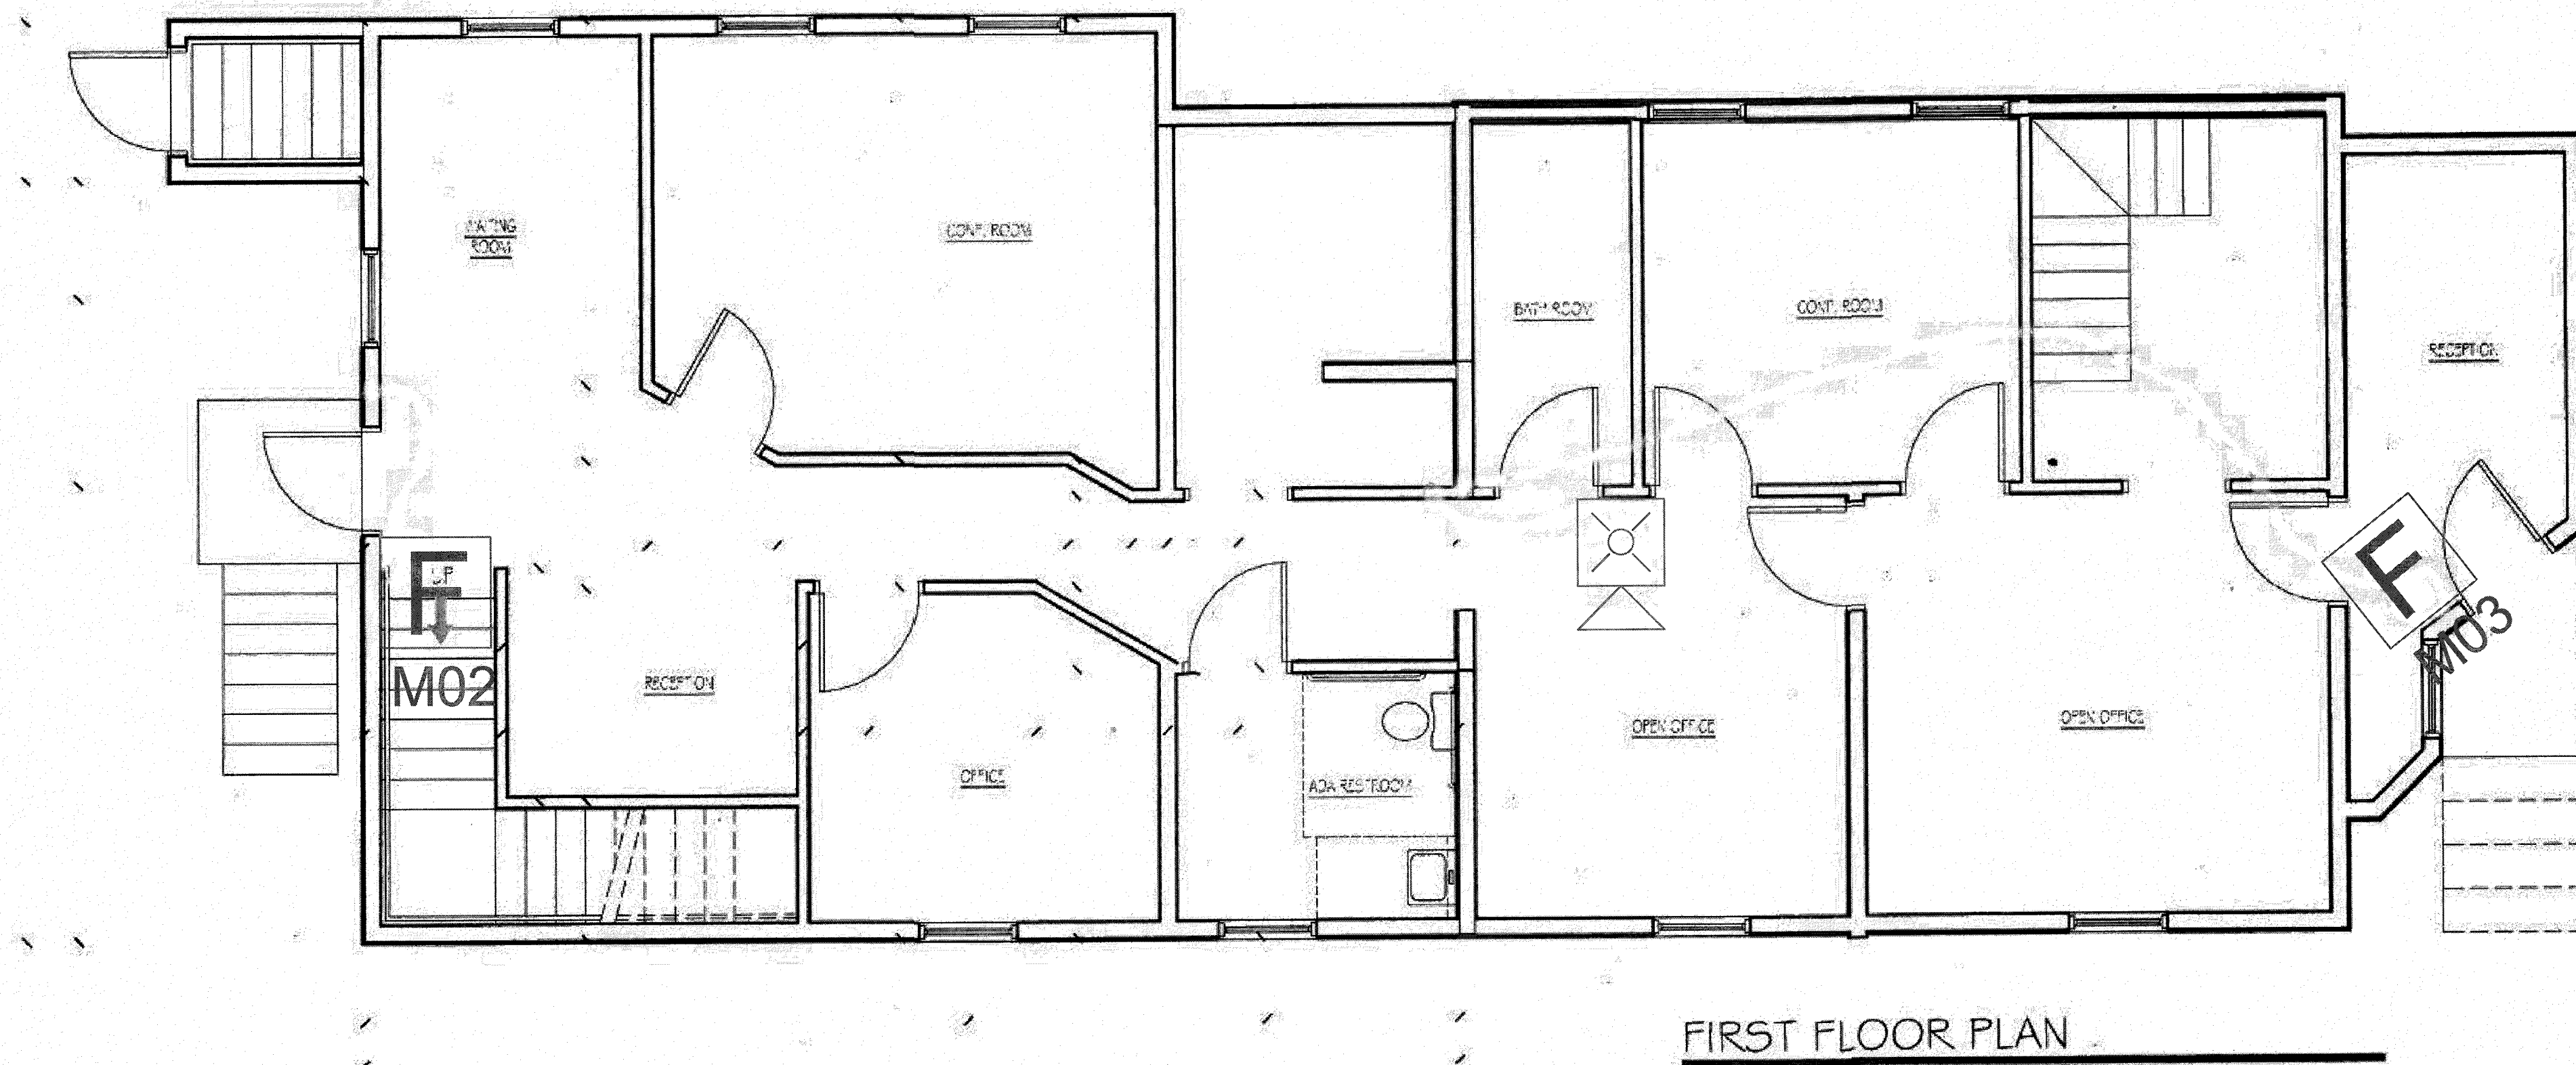 WAITING
ROOM
CONF. ROOM
BATH ROOM
CONF. ROOM
RECEPTION
F
UP
M02
RECEPTION
OFFICE
ADA RESTROOM
OPEN OFFICE
OPEN OFFICE
F
M03
FIRST FLOOR PLAN